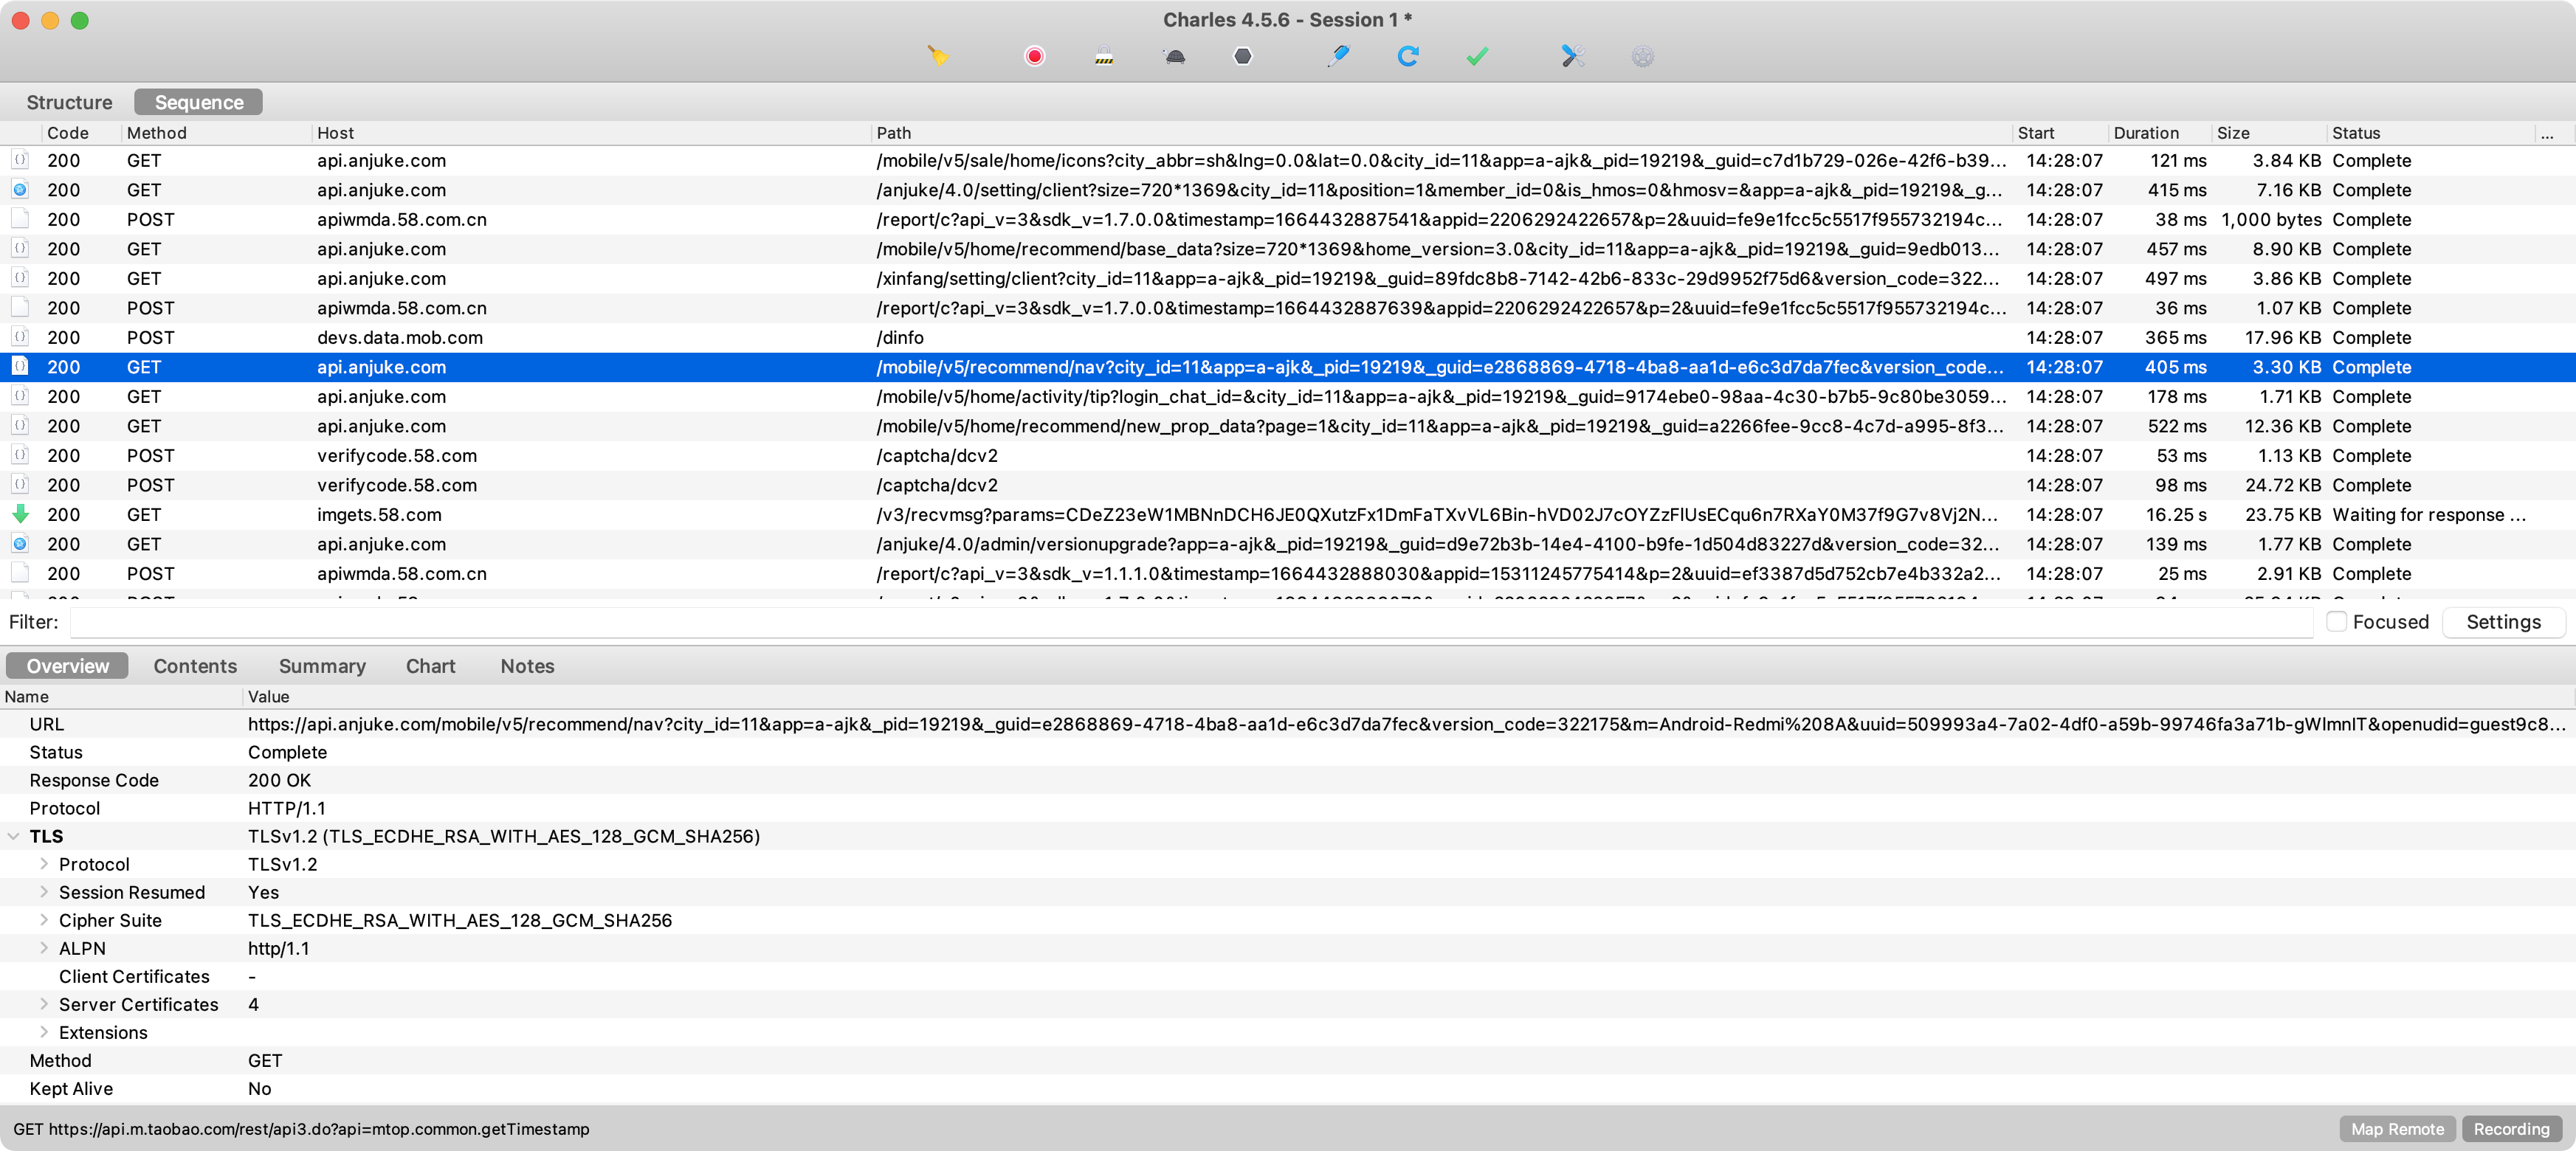 Charles 4.5.6 - Session 1 *
Structure Sequence
Code Method Host Path Start Duration Size Status ...
200 GET api.anjuke.com /mobile/v5/sale/home/icons?city_abbr=sh&lng=0.0&lat=0.0&city_id=11&app=a-ajk&_pid=19219&_guid=c7d1b729-026e-42f6-b39... 14:28:07 121 ms 3.84 KB Complete
200 GET api.anjuke.com /anjuke/4.0/setting/client?size=720*1369&city_id=11&position=1&member_id=0&is_hmos=0&hmosv=&app=a-ajk&_pid=19219&_g... 14:28:07 415 ms 7.16 KB Complete
200 POST apiwmda.58.com.cn /report/c?api_v=3&sdk_v=1.7.0.0&timestamp=1664432887541&appid=2206292422657&p=2&uuid=fe9e1fcc5c5517f955732194c... 14:28:07 38 ms 1,000 bytes Complete
200 GET api.anjuke.com /mobile/v5/home/recommend/base_data?size=720*1369&home_version=3.0&city_id=11&app=a-ajk&_pid=19219&_guid=9edb013... 14:28:07 457 ms 8.90 KB Complete
200 GET api.anjuke.com /xinfang/setting/client?city_id=11&app=a-ajk&_pid=19219&_guid=89fdc8b8-7142-42b6-833c-29d9952f75d6&version_code=322... 14:28:07 497 ms 3.86 KB Complete
200 POST apiwmda.58.com.cn /report/c?api_v=3&sdk_v=1.7.0.0&timestamp=1664432887639&appid=2206292422657&p=2&uuid=fe9e1fcc5c5517f955732194c... 14:28:07 36 ms 1.07 KB Complete
200 POST devs.data.mob.com /dinfo 14:28:07 365 ms 17.96 KB Complete
200 GET api.anjuke.com /mobile/v5/recommend/nav?city_id=11&app=a-ajk&_pid=19219&_guid=e2868869-4718-4ba8-aa1d-e6c3d7da7fec&version_code... 14:28:07 405 ms 3.30 KB Complete
200 GET api.anjuke.com /mobile/v5/home/activity/tip?login_chat_id=&city_id=11&app=a-ajk&_pid=19219&_guid=9174ebe0-98aa-4c30-b7b5-9c80be3059... 14:28:07 178 ms 1.71 KB Complete
200 GET api.anjuke.com /mobile/v5/home/recommend/new_prop_data?page=1&city_id=11&app=a-ajk&_pid=19219&_guid=a2266fee-9cc8-4c7d-a995-8f3... 14:28:07 522 ms 12.36 KB Complete
200 POST verifycode.58.com /captcha/dcv2 14:28:07 53 ms 1.13 KB Complete
200 POST verifycode.58.com /captcha/dcv2 14:28:07 98 ms 24.72 KB Complete
200 GET imgets.58.com /v3/recvmsg?params=CDeZ23eW1MBNnDCH6JE0QXutzFx1DmFaTXvVL6Bin-hVD02J7cOYZzFlUsECqu6n7RXaY0M37f9G7v8Vj2N... 14:28:07 16.25 s 23.75 KB Waiting for response ...
200 GET api.anjuke.com /anjuke/4.0/admin/versionupgrade?app=a-ajk&_pid=19219&_guid=d9e72b3b-14e4-4100-b9fe-1d504d83227d&version_code=32... 14:28:07 139 ms 1.77 KB Complete
200 POST apiwmda.58.com.cn /report/c?api_v=3&sdk_v=1.1.1.0&timestamp=1664432888030&appid=15311245775414&p=2&uuid=ef3387d5d752cb7e4b332a2... 14:28:07 25 ms 2.91 KB Complete
Filter: Focused Settings
Overview Contents Summary Chart Notes
Name Value
URL https://api.anjuke.com/mobile/v5/recommend/nav?city_id=11&app=a-ajk&_pid=19219&_guid=e2868869-4718-4ba8-aa1d-e6c3d7da7fec&version_code=322175&m=Android-Redmi%208A&uuid=509993a4-7a02-4df0-a59b-99746fa3a71b-gWlmnIT&openudid=guest9c8...
Status Complete
Response Code 200 OK
Protocol HTTP/1.1
TLS TLSv1.2 (TLS_ECDHE_RSA_WITH_AES_128_GCM_SHA256)
Protocol TLSv1.2
Session Resumed Yes
Cipher Suite TLS_ECDHE_RSA_WITH_AES_128_GCM_SHA256
ALPN http/1.1
Client Certificates -
Server Certificates 4
Extensions
Method GET
Kept Alive No
GET https://api.m.taobao.com/rest/api3.do?api=mtop.common.getTimestamp Map Remote Recording